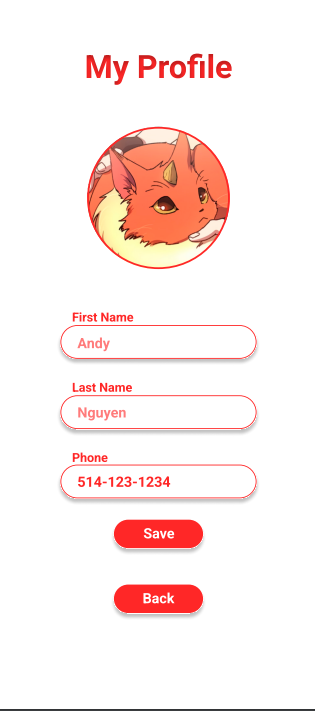 My Profile
First Name
Andy
Last Name
Nguyen
Phone
514-123-1234
Save
Back